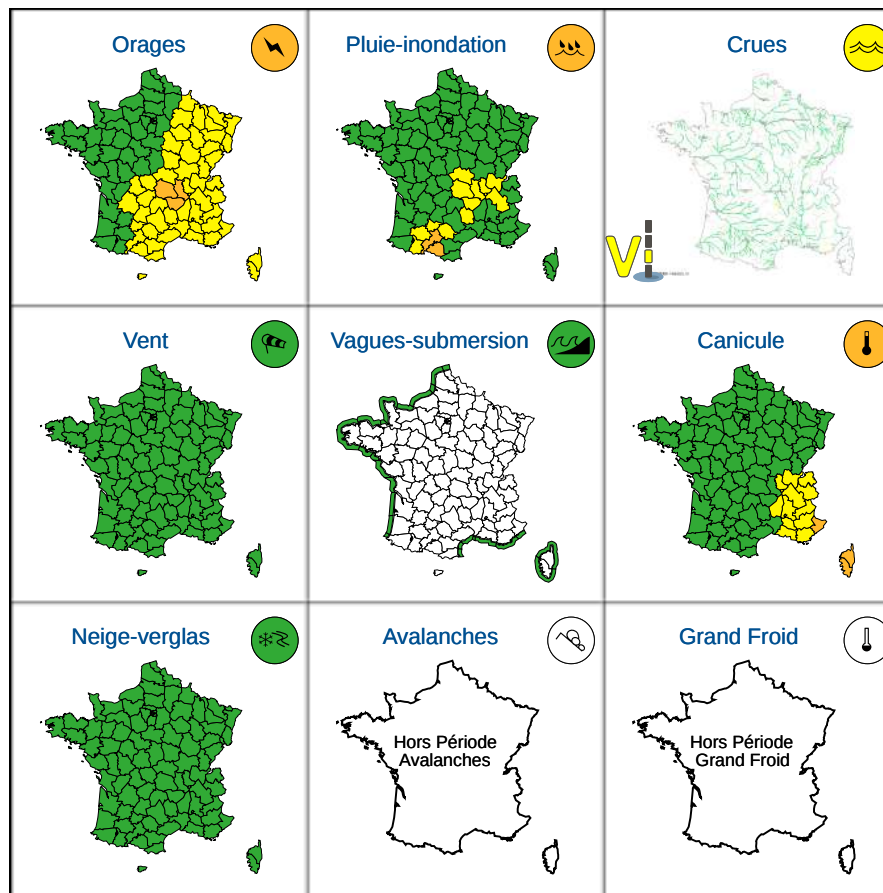 Orages
Pluie-inondation
Crues
Vent
Vagues-submersion
Canicule
Neige-verglas
Avalanches
Hors Période
Avalanches
Grand Froid
Hors Période
Grand Froid